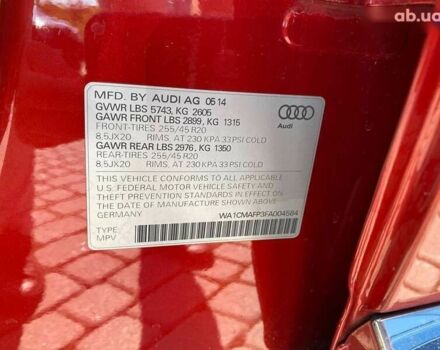 ab.ua
MFD. BY AUDI AG 05 14
GVWR LBS 5743, KG 2605
GAWR FRONT LBS 2899, KG 1315
FRONT-TIRES 255/45 R20
8.5JX20 RIMS, AT 230 KPA 33 PSI COLD
GAWR REAR LBS 2976, KG 1350
REAR-TIRES 255/45 R20
8.5JX20 RIMS, AT 230 KPA 33 PSI COLD
Audi
THIS VEHICLE CONFORMS TO ALL APPLICABLE
U.S. FEDERAL MOTOR VEHICLE SAFETY AND
THEFT PREVENTION STANDARDS IN EFFECT ON
THE DATE OF MANUFACTURE SHOWN ABOVE.
GERMANY
WA1CMAFP3FA004584
TYPE:
MPV